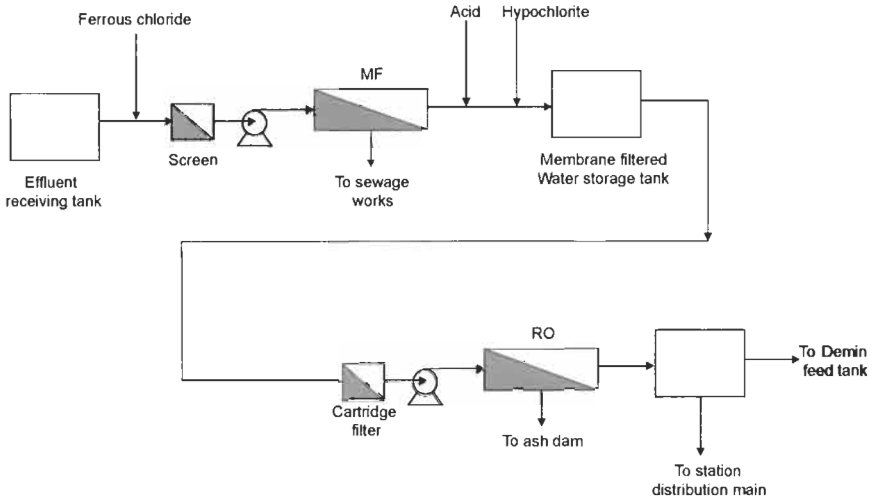 Ferrous chloride
Acid
Hypochlorite
MF
Screen
Effluent
receiving tank
To sewage
works
Membrane filtered
Water storage tank
RO
To Demin
feed tank
Cartridge
filter
To ash dam
To station
distribution main